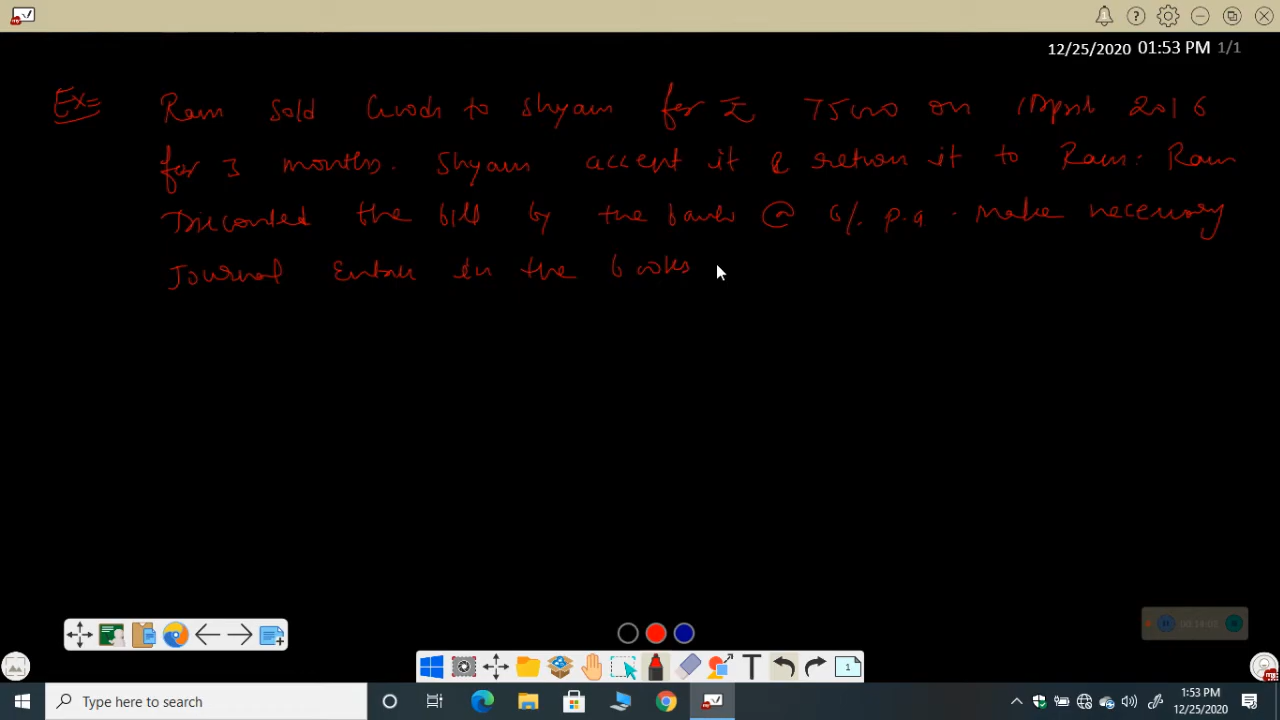 12/25/2020 01:53 PM 1/1
Ex= Ram Sold Goods to Shyam for ₹ 7500 on 1 April 2016
for 3 months. Shyam accept it & return it to Ram. Ram
Discounted the bill by the bank @ 6% p.a. make necessary
Journal Entries in the books
Type here to search
1:53 PM
12/25/2020